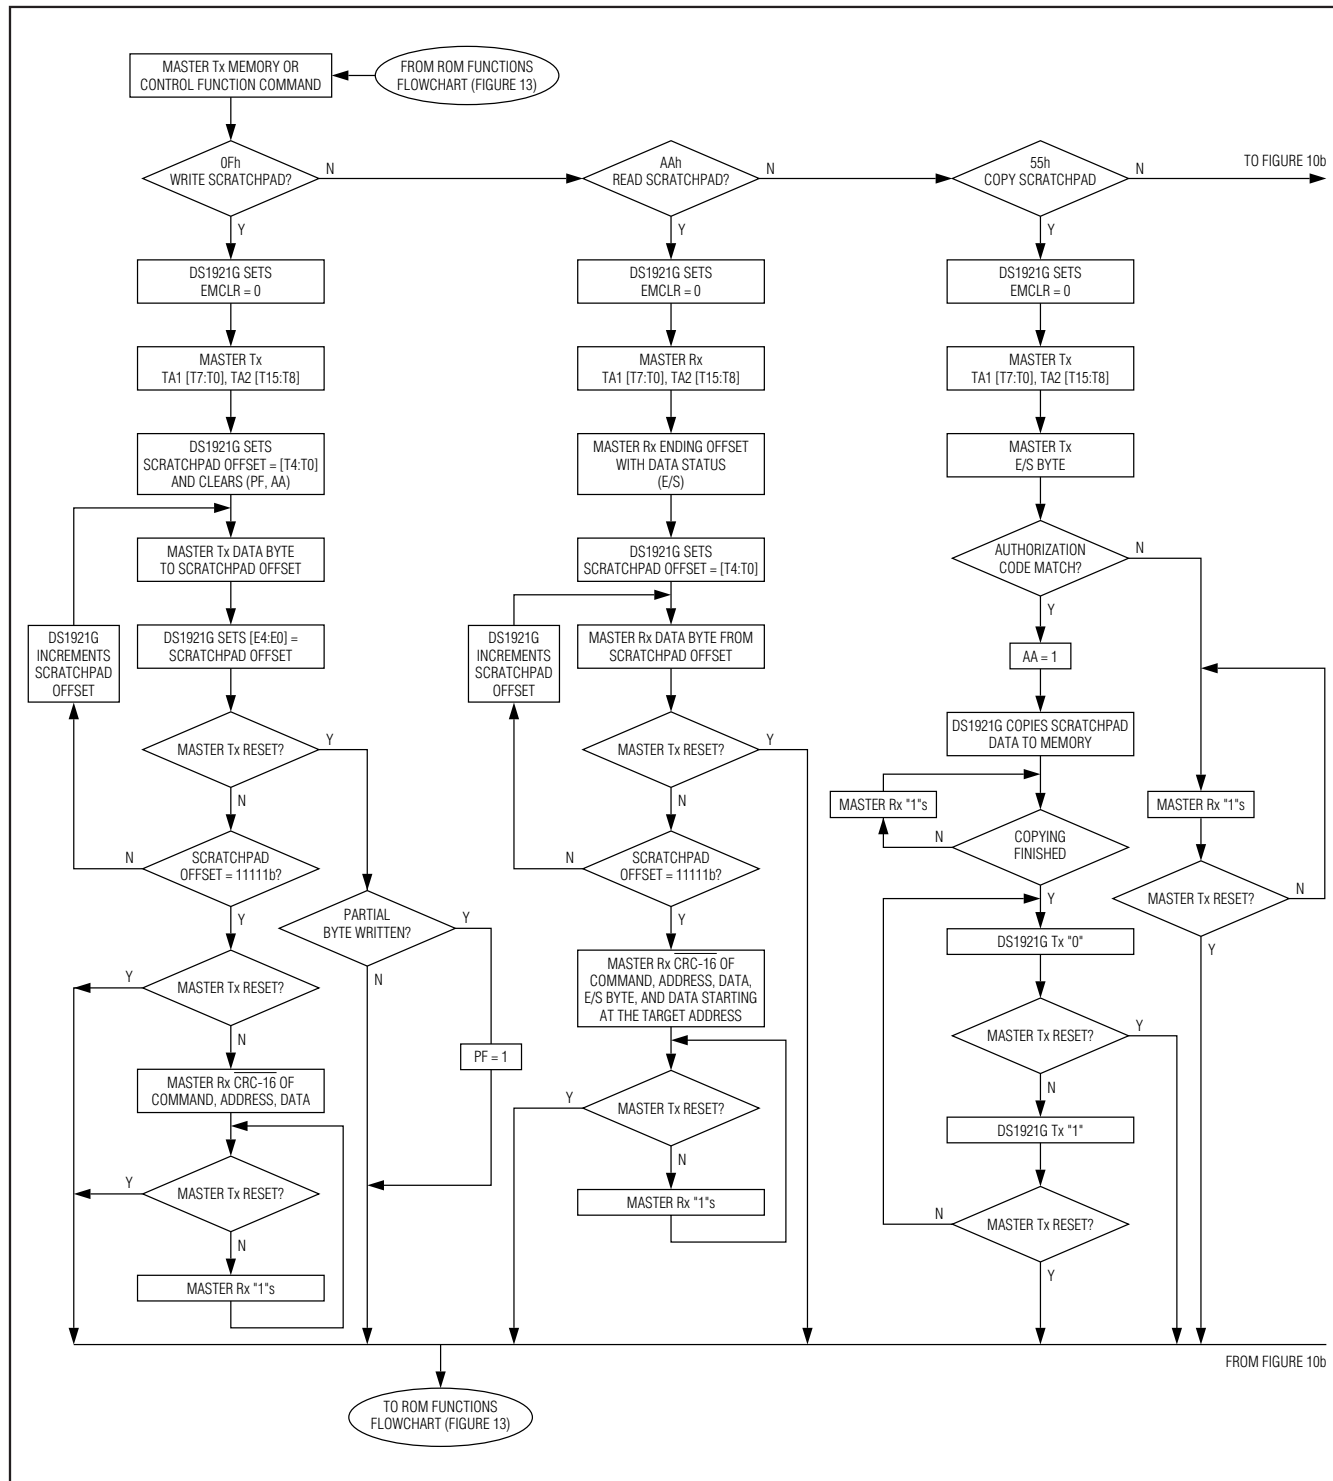 MASTER Tx MEMORY OR
CONTROL FUNCTION COMMAND
FROM ROM FUNCTIONS
FLOWCHART (FIGURE 13)
0Fh
WRITE SCRATCHPAD?
N
Y
AAh
READ SCRATCHPAD?
N
Y
55h
COPY SCRATCHPAD
N
Y
TO FIGURE 10b
DS1921G SETS
EMCLR = 0
MASTER Tx
TA1 [T7:T0], TA2 [T15:T8]
DS1921G SETS
SCRATCHPAD OFFSET = [T4:T0]
AND CLEARS (PF, AA)
MASTER Tx DATA BYTE
TO SCRATCHPAD OFFSET
DS1921G SETS [E4:E0] =
SCRATCHPAD OFFSET
DS1921G
INCREMENTS
SCRATCHPAD
OFFSET
MASTER Tx RESET?
Y
N
SCRATCHPAD
OFFSET = 11111b?
N
Y
PARTIAL
BYTE WRITTEN?
Y
N
PF = 1
MASTER Tx RESET?
Y
N
MASTER Rx CRC-16 OF
COMMAND, ADDRESS, DATA
MASTER Tx RESET?
Y
N
MASTER Rx "1"s
DS1921G SETS
EMCLR = 0
MASTER Rx
TA1 [T7:T0], TA2 [T15:T8]
MASTER Rx ENDING OFFSET
WITH DATA STATUS
(E/S)
DS1921G SETS
SCRATCHPAD OFFSET = [T4:T0]
DS1921G
INCREMENTS
SCRATCHPAD
OFFSET
MASTER Rx DATA BYTE FROM
SCRATCHPAD OFFSET
MASTER Tx RESET?
Y
N
SCRATCHPAD
OFFSET = 11111b?
N
Y
MASTER Rx CRC-16 OF
COMMAND, ADDRESS, DATA,
E/S BYTE, AND DATA STARTING
AT THE TARGET ADDRESS
MASTER Tx RESET?
Y
N
MASTER Rx "1"s
DS1921G SETS
EMCLR = 0
MASTER Tx
TA1 [T7:T0], TA2 [T15:T8]
MASTER Tx
E/S BYTE
AUTHORIZATION
CODE MATCH?
N
Y
AA = 1
DS1921G COPIES SCRATCHPAD
DATA TO MEMORY
MASTER Rx "1"s
COPYING
FINISHED
N
Y
MASTER Rx "1"s
MASTER Tx RESET?
N
Y
DS1921G Tx "0"
MASTER Tx RESET?
Y
N
DS1921G Tx "1"
MASTER Tx RESET?
N
Y
FROM FIGURE 10b
TO ROM FUNCTIONS
FLOWCHART (FIGURE 13)